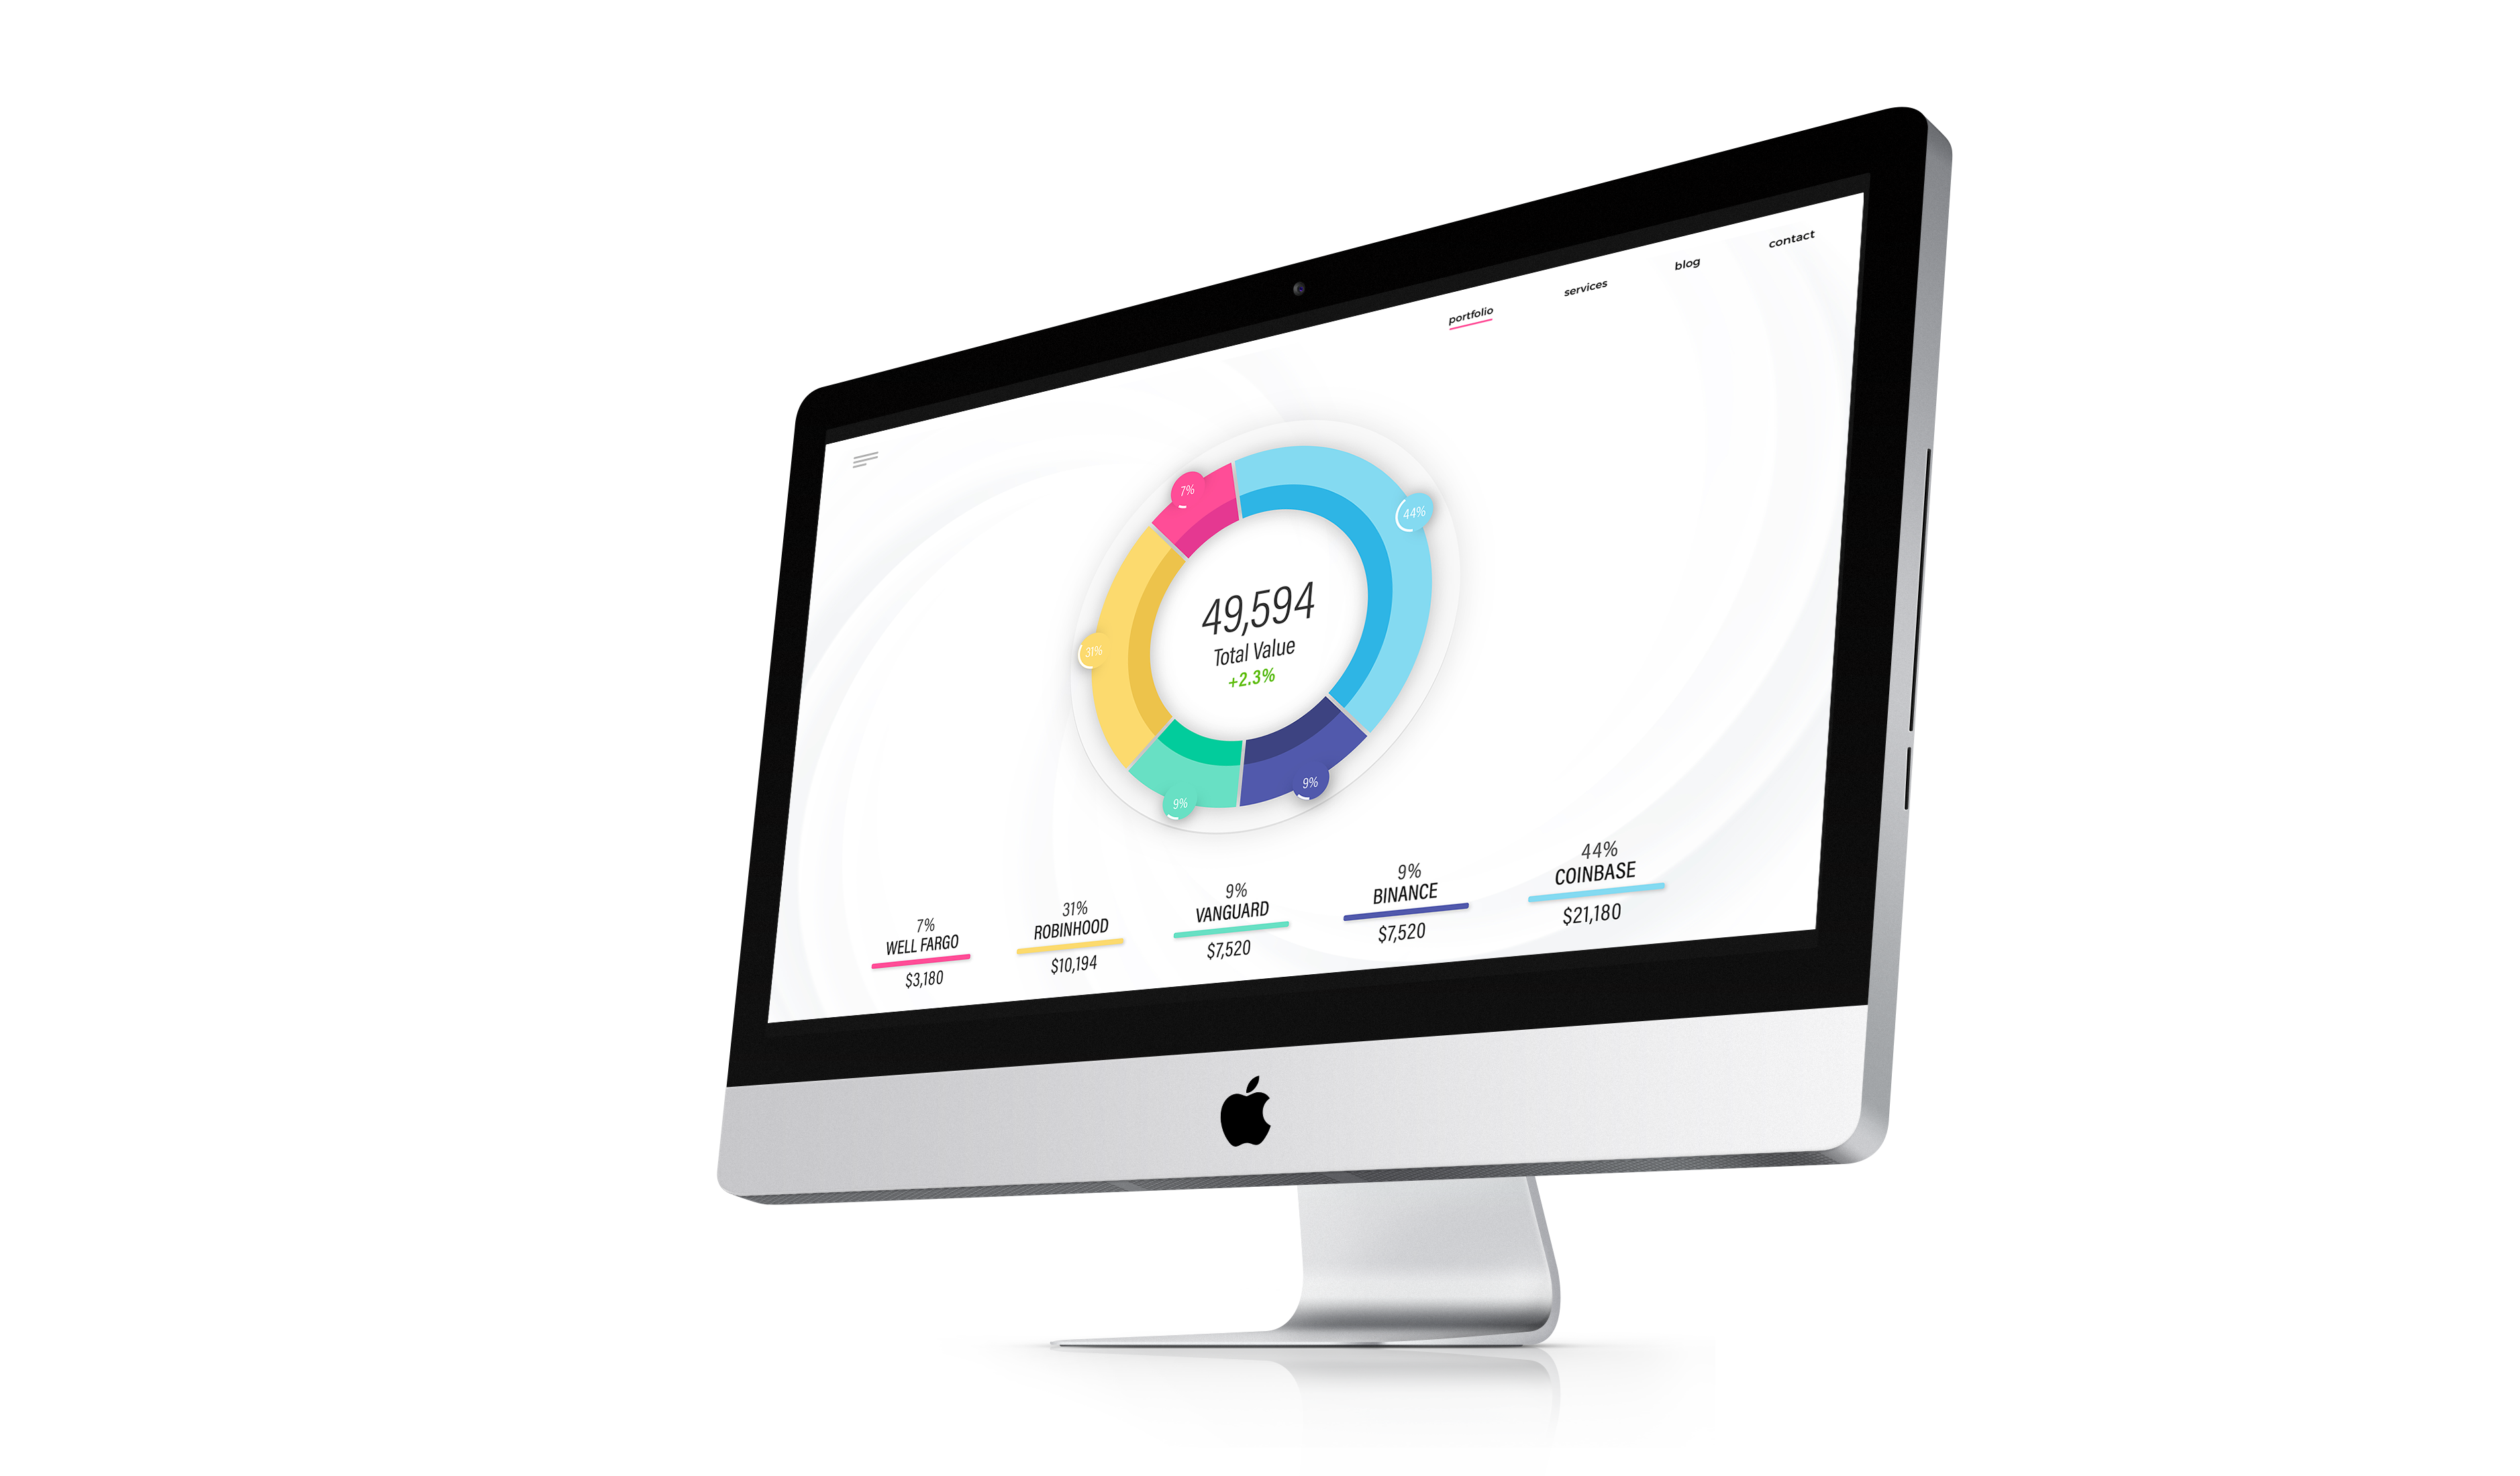 portfolio
services
blog
contact
7%
44%
31%
9%
9%
49,594
Total Value
+2.3%
7%
WELL FARGO
$3,180
31%
ROBINHOOD
$10,194
9%
VANGUARD
$7,520
9%
BINANCE
$7,520
44%
COINBASE
$21,180